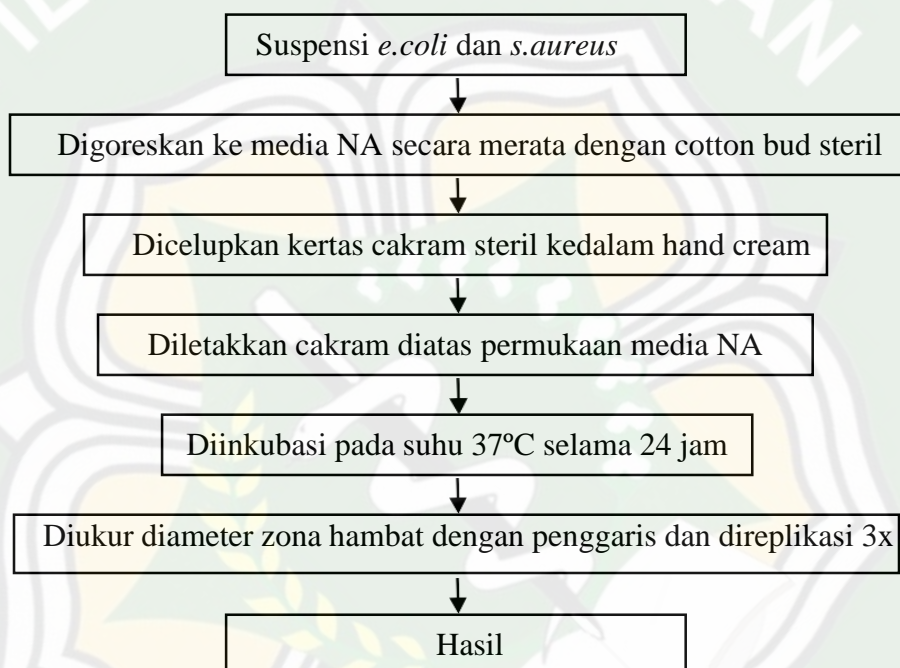 Suspensi e.coli dan s.aureus
Digoreskan ke media NA secara merata dengan cotton bud steril
Dicelupkan kertas cakram steril kedalam hand cream
Diletakkan cakram diatas permukaan media NA
Diinkubasi pada suhu 37ºC selama 24 jam
Diukur diameter zona hambat dengan penggaris dan direplikasi 3x
Hasil